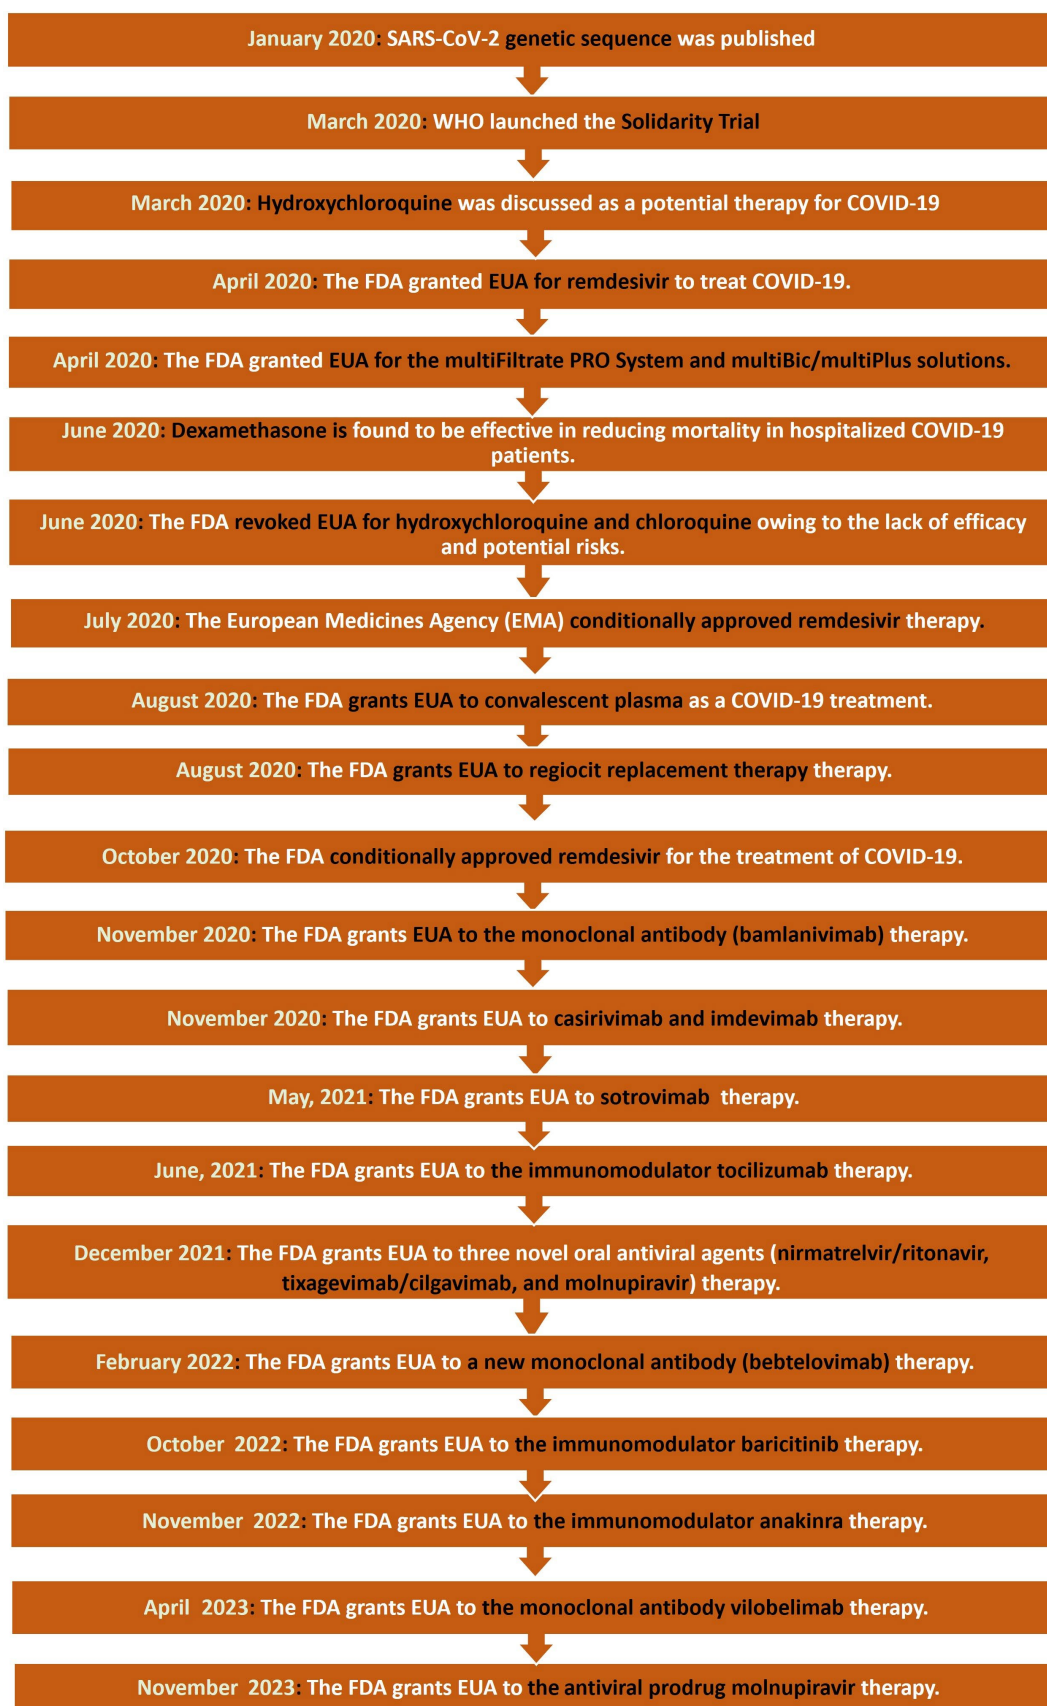 January 2020: SARS-CoV-2 genetic sequence was published
March 2020: WHO launched the Solidarity Trial
March 2020: Hydroxychloroquine was discussed as a potential therapy for COVID-19
April 2020: The FDA granted EUA for remdesivir to treat COVID-19.
April 2020: The FDA granted EUA for the multiFiltrate PRO System and multiBic/multiPlus solutions.
June 2020: Dexamethasone is found to be effective in reducing mortality in hospitalized COVID-19
patients.
June 2020: The FDA revoked EUA for hydroxychloroquine and chloroquine owing to the lack of efficacy
and potential risks.
July 2020: The European Medicines Agency (EMA) conditionally approved remdesivir therapy.
August 2020: The FDA grants EUA to convalescent plasma as a COVID-19 treatment.
August 2020: The FDA grants EUA to regiocit replacement therapy therapy.
October 2020: The FDA conditionally approved remdesivir for the treatment of COVID-19.
November 2020: The FDA grants EUA to the monoclonal antibody (bamlanivimab) therapy.
November 2020: The FDA grants EUA to casirivimab and imdevimab therapy.
May, 2021: The FDA grants EUA to sotrovimab therapy.
June, 2021: The FDA grants EUA to the immunomodulator tocilizumab therapy.
December 2021: The FDA grants EUA to three novel oral antiviral agents (nirmatrelvir/ritonavir,
tixagevimab/cilgavimab, and molnupiravir) therapy.
February 2022: The FDA grants EUA to a new monoclonal antibody (bebtelovimab) therapy.
October 2022: The FDA grants EUA to the immunomodulator baricitinib therapy.
November 2022: The FDA grants EUA to the immunomodulator anakinra therapy.
April 2023: The FDA grants EUA to the monoclonal antibody vilobelimab therapy.
November 2023: The FDA grants EUA to the antiviral prodrug molnupiravir therapy.